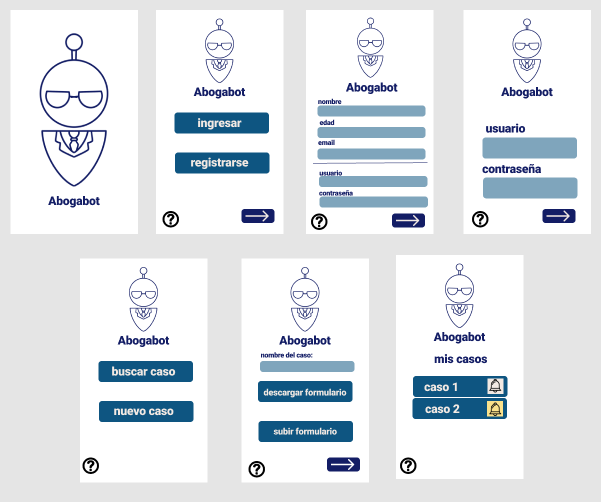 Abogabot
Abogabot
ingresar
registrarse
?
Abogabot
nombre
edad
email
usuario
contraseña
?
Abogabot
usuario
contraseña
?
Abogabot
buscar caso
nuevo caso
?
Abogabot
nombre del caso:
descargar formulario
subir formulario
?
Abogabot
mis casos
caso 1
caso 2
?